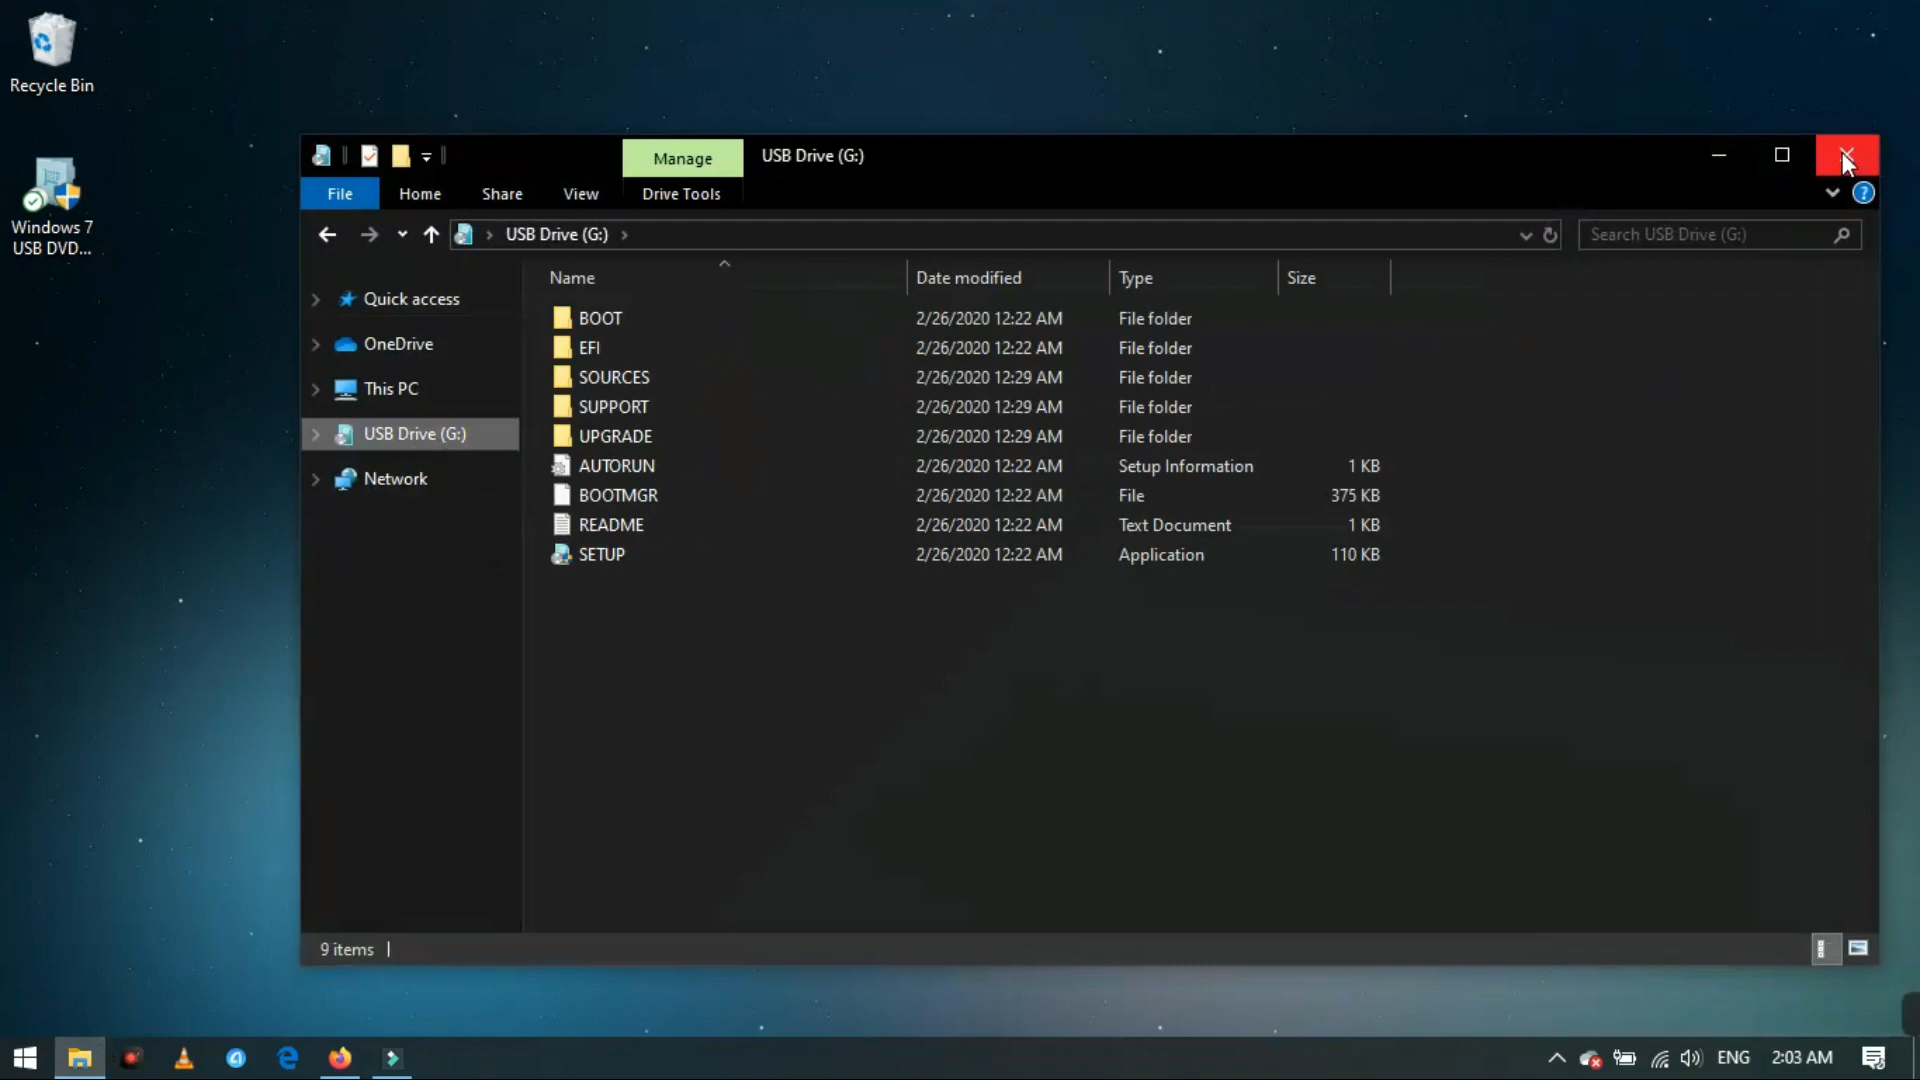 Recycle Bin
Windows 7
USB DVD...
Manage
USB Drive (G:)
File
Home
Share
View
Drive Tools
USB Drive (G:)
Search USB Drive (G:)
Name
Date modified
Type
Size
Quick access
OneDrive
This PC
USB Drive (G:)
Network
BOOT 2/26/2020 12:22 AM File folder
EFI 2/26/2020 12:22 AM File folder
SOURCES 2/26/2020 12:29 AM File folder
SUPPORT 2/26/2020 12:29 AM File folder
UPGRADE 2/26/2020 12:29 AM File folder
AUTORUN 2/26/2020 12:22 AM Setup Information 1 KB
BOOTMGR 2/26/2020 12:22 AM File 375 KB
README 2/26/2020 12:22 AM Text Document 1 KB
SETUP 2/26/2020 12:22 AM Application 110 KB
9 items
ENG
2:03 AM